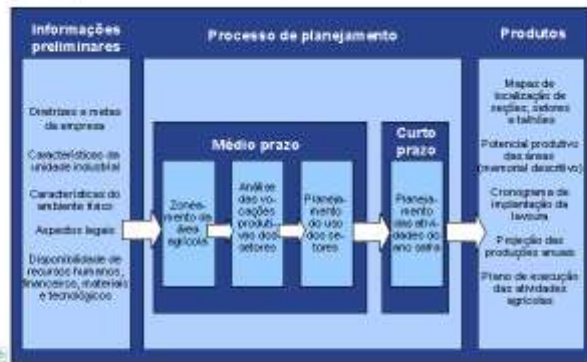 Informações
preliminares
Diretrizes e metas
da empresa
Características da
unidade industrial
Características do
ambiente físico
Aspectos legais
Disponibilidade de
recursos humanos,
financeiros, materiais
e tecnológicos
Processo de planejamento
Médio prazo
Zonea-
mento da
área
agrícola
Análise
das vo-
cações
produti-
vas dos
setores
Planeja-
mento
do uso
dos se-
tores
Curto
prazo
Planeja-
mento
das ativi-
dades do
ano safra
Produtos
Mapas de
localização de
seções, setores
e talhões
Potencial produtivo
das áreas
(memorial descritivo)
Cronograma de
implantação da
lavoura
Projeção das
produções anuais
Plano de execução
das atividades
agrícolas